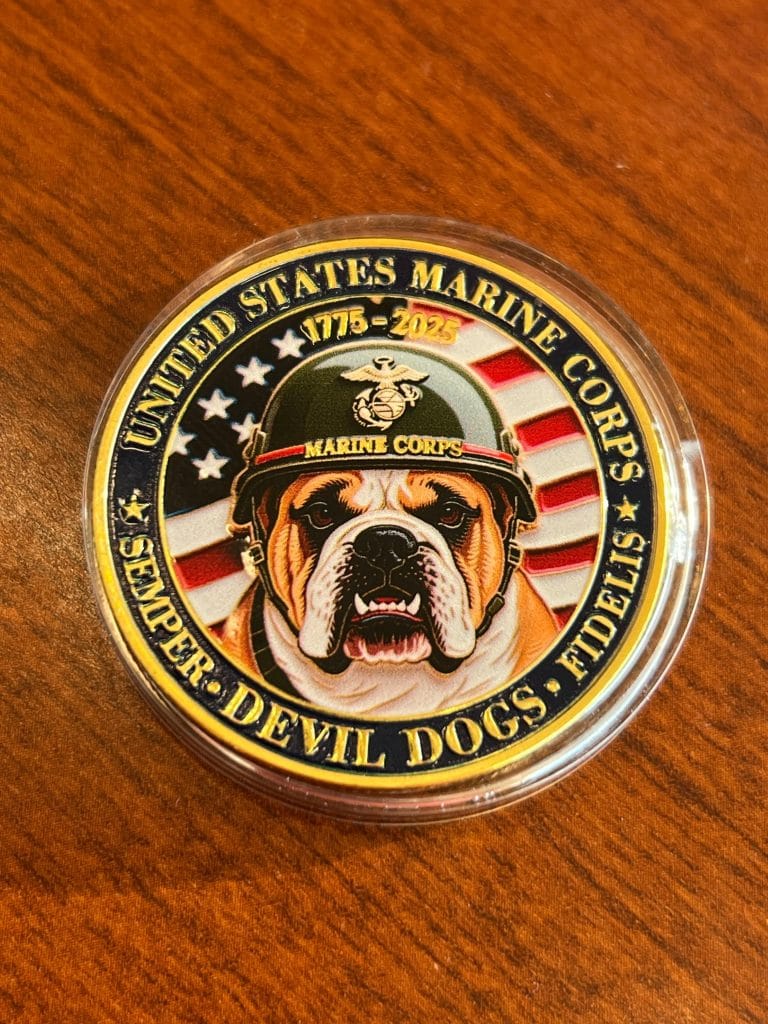 UNITED STATES MARINE CORPS
1775-2025
MARINE CORPS
SEMPER • DEVIL DOGS • FIDELIS